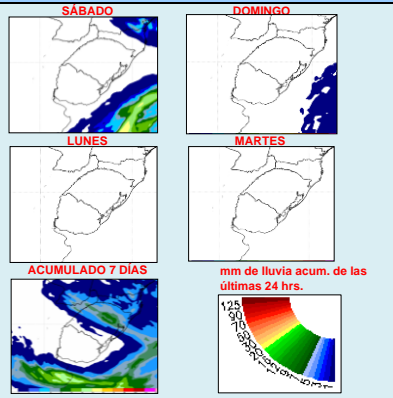 SÁBADO DOMINGO
LUNES MARTES
ACUMULADO 7 DÍAS
mm de lluvia acum. de las
últimas 24 hrs.
125
90
70